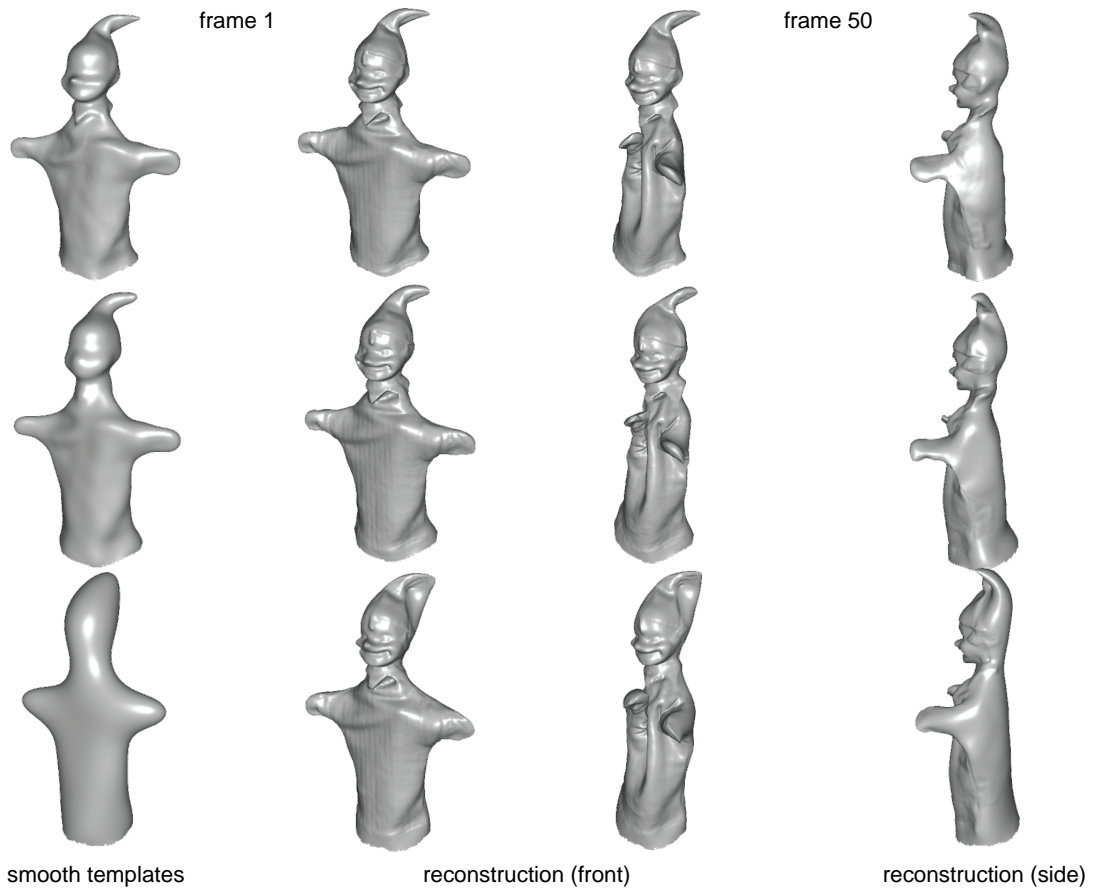 frame 1
frame 50
smooth templates
reconstruction (front)
reconstruction (side)